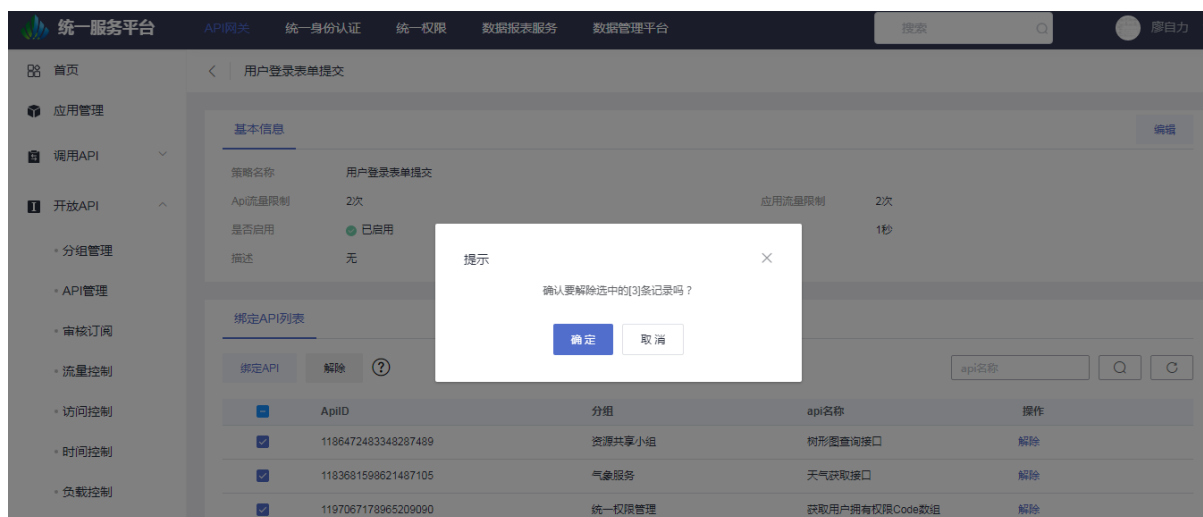 统一服务平台 API网关 统一身份认证 统一权限 数据报表服务 数据管理平台 搜索 廖自力
首页
应用管理
调用API
开放API
分组管理
API管理
审核订阅
流量控制
访问控制
时间控制
负载控制
用户登录表单提交
基本信息 编辑
策略名称 用户登录表单提交
Api流量限制 2次 应用流量限制 2次
是否启用 已启用 1秒
描述 无
提示
确认要解除选中的[3]条记录吗？
确定 取消
绑定API列表
绑定API 解除 ? api名称
ApiID 分组 api名称 操作
1186472483348287489 资源共享小组 树形图查询接口 解除
1183681598621487105 气象服务 天气获取接口 解除
1197067178965209090 统一权限管理 获取用户拥有权限Code数组 解除